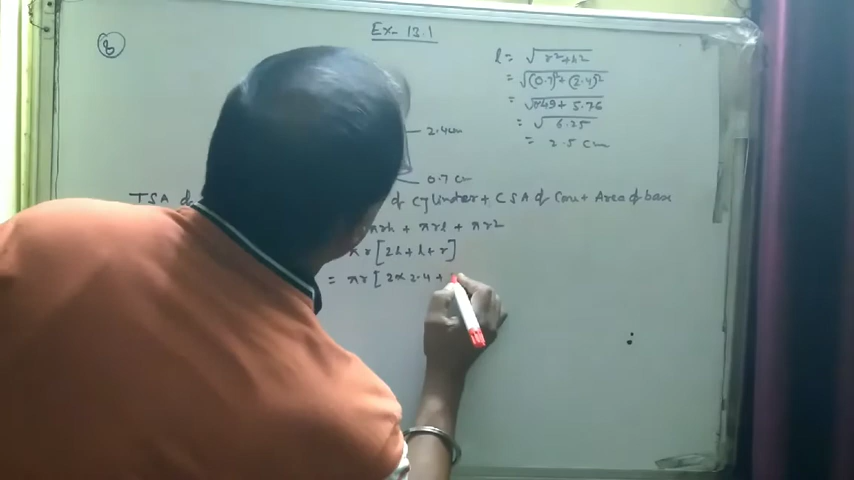 Ex- 13.1
8
l = √r²+h²
= √(0.7)²+(2.4)²
= √0.49 + 5.76
= √6.25
= 2.5 cm
2.4cm
0.7 cm
TSA of cylinder + CSA of Cone + Area of base
πrh + πrl + πr2
πr[2h+l+r]
= πr[2×2.4 +